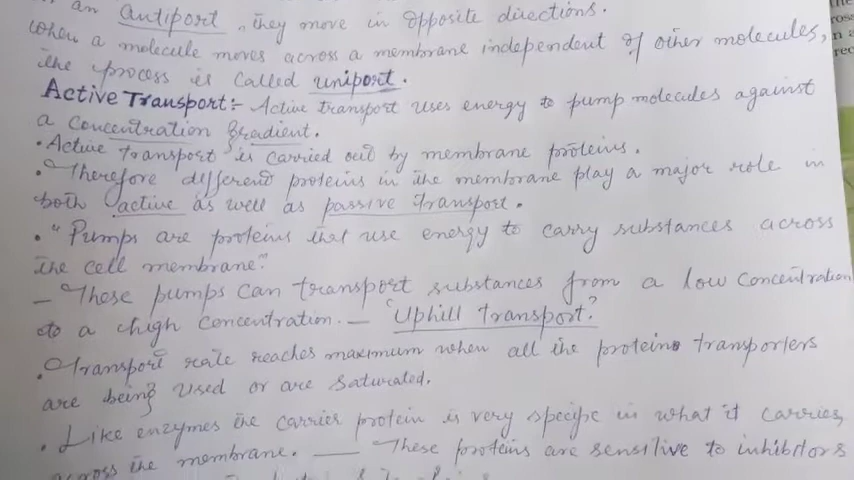 an antiport, they move in opposite directions.
When a molecule moves across a membrane independent of other molecules,
the process is called uniport.
Active Transport:- Active transport uses energy to pump molecules against
a concentration gradient.
• Active transport is carried out by membrane proteins.
• Therefore different proteins in the membrane play a major role in
both active as well as passive transport.
• "Pumps are proteins that use energy to carry substances across
the cell membrane"
— These pumps can transport substances from a low concentration
to a high concentration. — 'Uphill transport'
• Transport rate reaches maximum when all the protein transporters
are being used or are saturated.
• Like enzymes the carrier protein is very specific in what it carries
across the membrane. — These proteins are sensitive to inhibitors